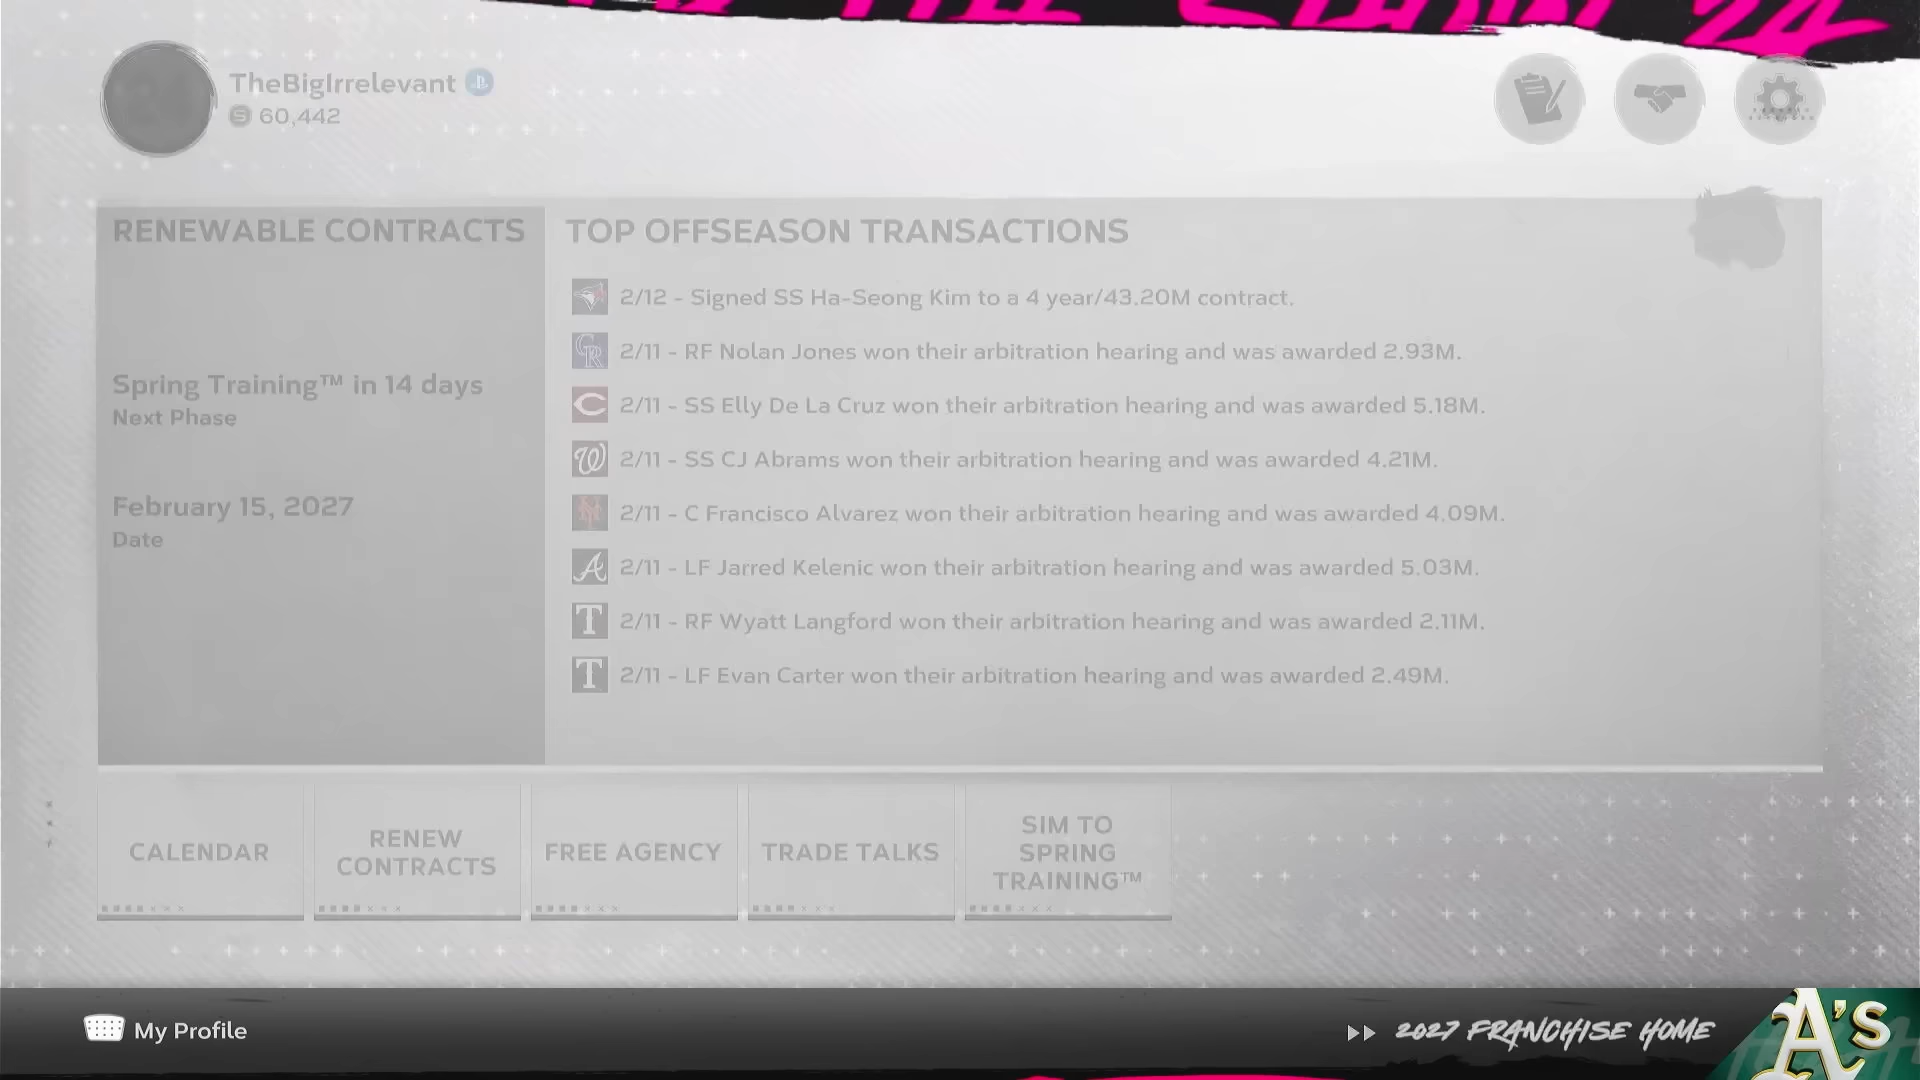 THE SHOW 24
TheBigIrrelevant
60,442
RENEWABLE CONTRACTS
Spring Training™ in 14 days
Next Phase
February 15, 2027
Date
TOP OFFSEASON TRANSACTIONS
2/12 - Signed SS Ha-Seong Kim to a 4 year/43.20M contract.
2/11 - RF Nolan Jones won their arbitration hearing and was awarded 2.93M.
2/11 - SS Elly De La Cruz won their arbitration hearing and was awarded 5.18M.
2/11 - SS CJ Abrams won their arbitration hearing and was awarded 4.21M.
2/11 - C Francisco Alvarez won their arbitration hearing and was awarded 4.09M.
2/11 - LF Jarred Kelenic won their arbitration hearing and was awarded 5.03M.
2/11 - RF Wyatt Langford won their arbitration hearing and was awarded 2.11M.
2/11 - LF Evan Carter won their arbitration hearing and was awarded 2.49M.
CALENDAR
RENEW
CONTRACTS
FREE AGENCY
TRADE TALKS
SIM TO
SPRING
TRAINING™
My Profile
2027 FRANCHISE HOME
A's